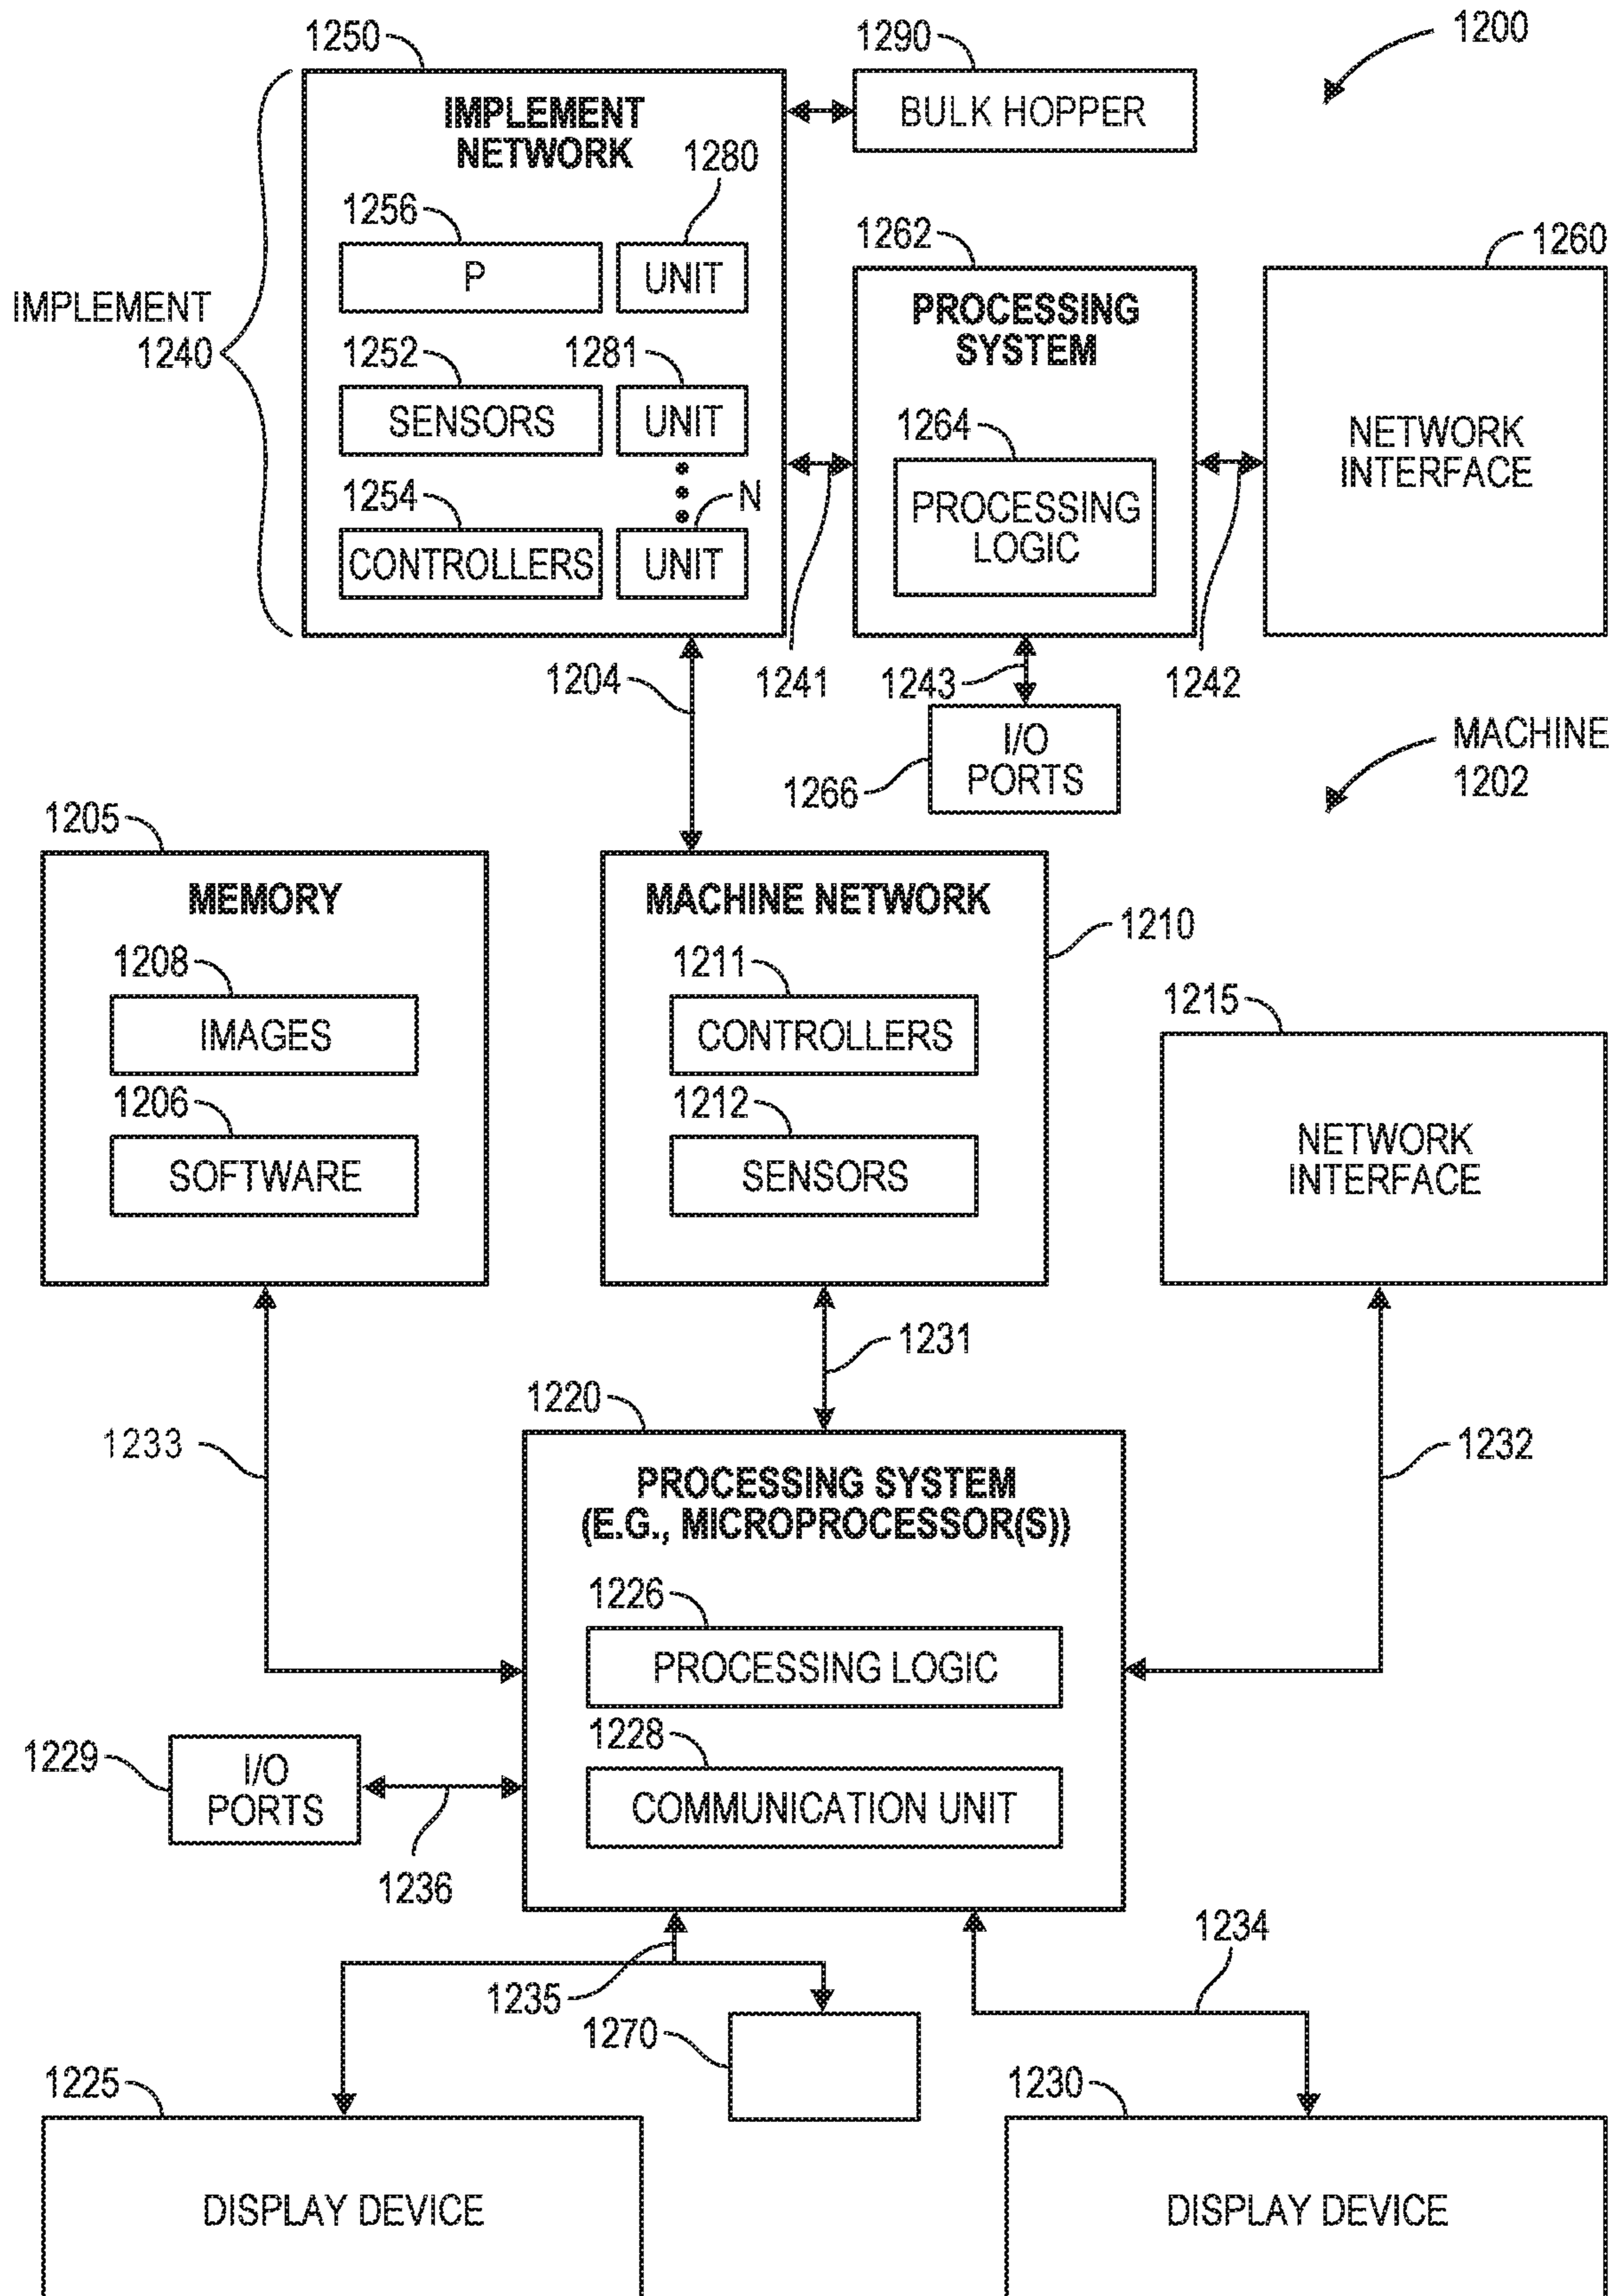 1250
1290
1200
IMPLEMENT
NETWORK
BULK HOPPER
1280
1256
P
UNIT
1262
1260
IMPLEMENT
1240
1252
1281
SENSORS
UNIT
PROCESSING
SYSTEM
1264
PROCESSING
LOGIC
NETWORK
INTERFACE
1254
N
CONTROLLERS
UNIT
1204
1241
1243
1242
I/O
PORTS
1266
MACHINE
1202
1205
MEMORY
MACHINE NETWORK
1210
1208
IMAGES
1211
CONTROLLERS
1215
1206
SOFTWARE
1212
SENSORS
NETWORK
INTERFACE
1231
1220
1233
1232
PROCESSING SYSTEM
(E.G., MICROPROCESSOR(S))
1226
PROCESSING LOGIC
1228
COMMUNICATION UNIT
1229
I/O
PORTS
1236
1234
1235
1270
1225
1230
DISPLAY DEVICE
DISPLAY DEVICE